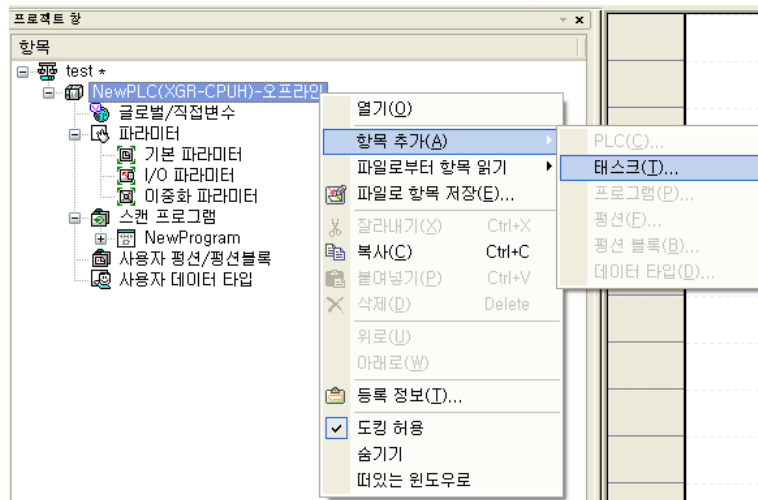 프로젝트 창
항목
test *
NewPLC(XGR-CPUH)-오프라인
글로벌/직접변수
파라미터
기본 파라미터
I/O 파라미터
이중화 파라미터
스캔 프로그램
NewProgram
사용자 펑션/펑션블록
사용자 데이터 타입
열기(O)
항목 추가(A)
파일로부터 항목 읽기
파일로 항목 저장(E)...
잘라내기(X) Ctrl+X
복사(C) Ctrl+C
붙여넣기(P) Ctrl+V
삭제(D) Delete
위로(U)
아래로(W)
등록 정보(T)...
도킹 허용
숨기기
떠있는 윈도우로
PLC(C)...
태스크(T)...
프로그램(P)...
펑션(F)...
펑션 블록(B)...
데이터 타입(D)...